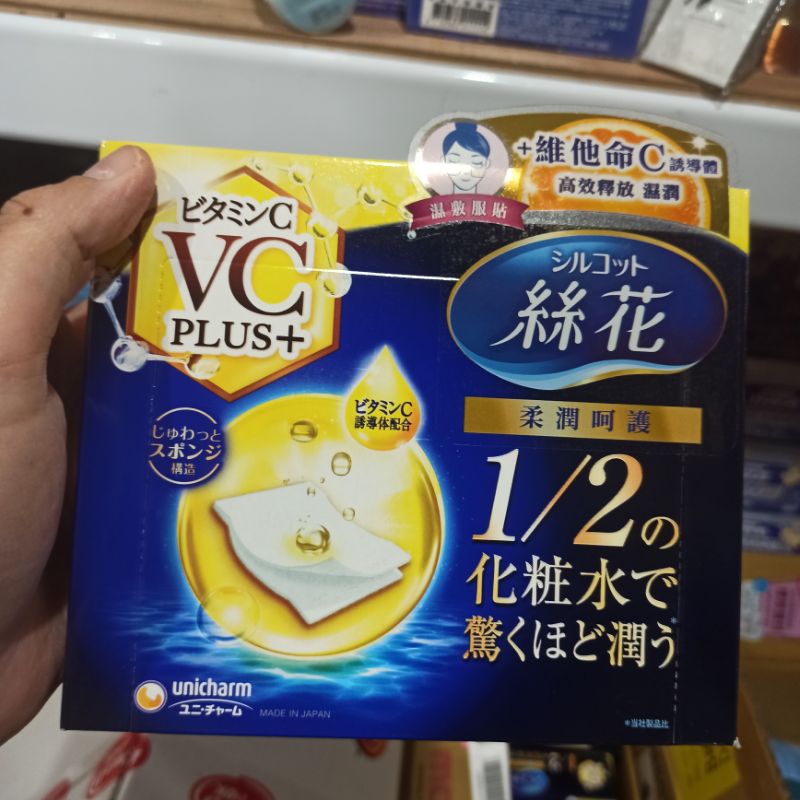 +維他命C誘導體
高效釋放 濕潤
濕敷服貼
ビタミンC
VC
PLUS+
シルコット
絲花
柔潤呵護
ビタミンC
誘導体配合
じゅわっと
スポンジ
構造
1/2の
化粧水で
驚くほど潤う*
unicharm
ユニ・チャーム
MADE IN JAPAN
*当社製品比